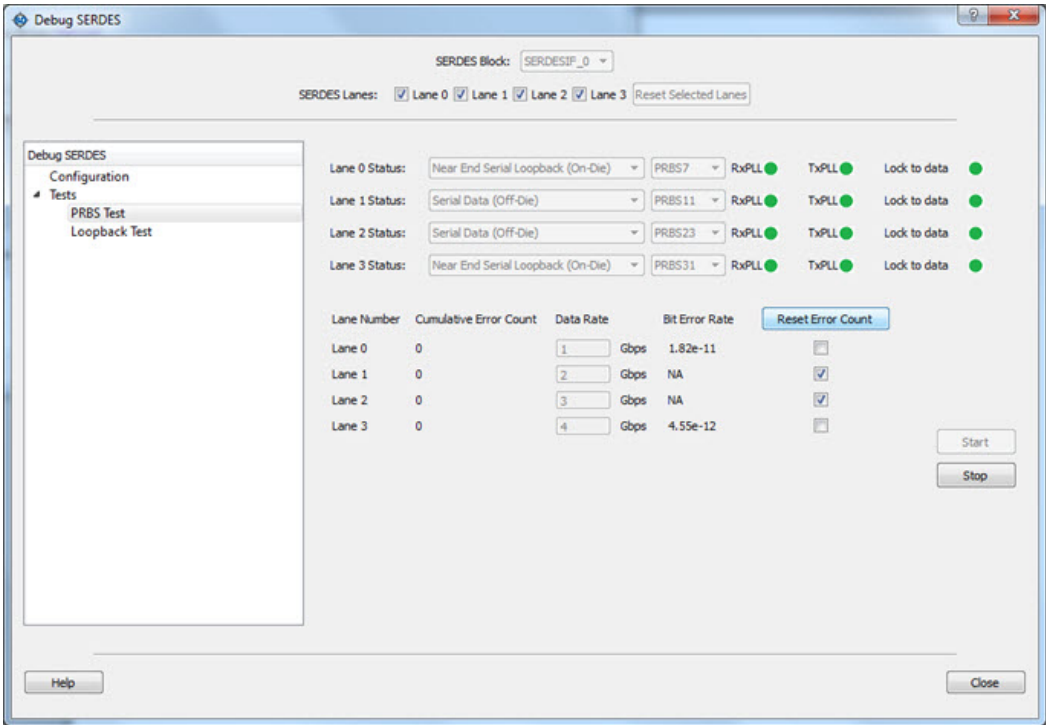 Debug SERDES
SERDES Block: SERDESIF_0
SERDES Lanes: Lane 0 Lane 1 Lane 2 Lane 3 Reset Selected Lanes
Debug SERDES
Configuration
Tests
PRBS Test
Loopback Test
Lane 0 Status: Near End Serial Loopback (On-Die) PRBS7 RxPLL TxPLL Lock to data
Lane 1 Status: Serial Data (Off-Die) PRBS11 RxPLL TxPLL Lock to data
Lane 2 Status: Serial Data (Off-Die) PRBS23 RxPLL TxPLL Lock to data
Lane 3 Status: Near End Serial Loopback (On-Die) PRBS31 RxPLL TxPLL Lock to data
Lane Number Cumulative Error Count Data Rate Bit Error Rate Reset Error Count
Lane 0 0 1 Gbps 1.82e-11
Lane 1 0 2 Gbps NA
Lane 2 0 3 Gbps NA
Lane 3 0 4 Gbps 4.55e-12
Start
Stop
Help
Close